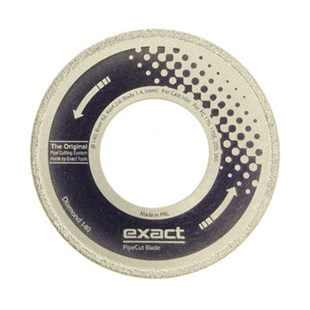 The Original
Pipe Cutting System
made by Exact Tools
Diamond 140
Made in PRC
exact
PipeCut Blade